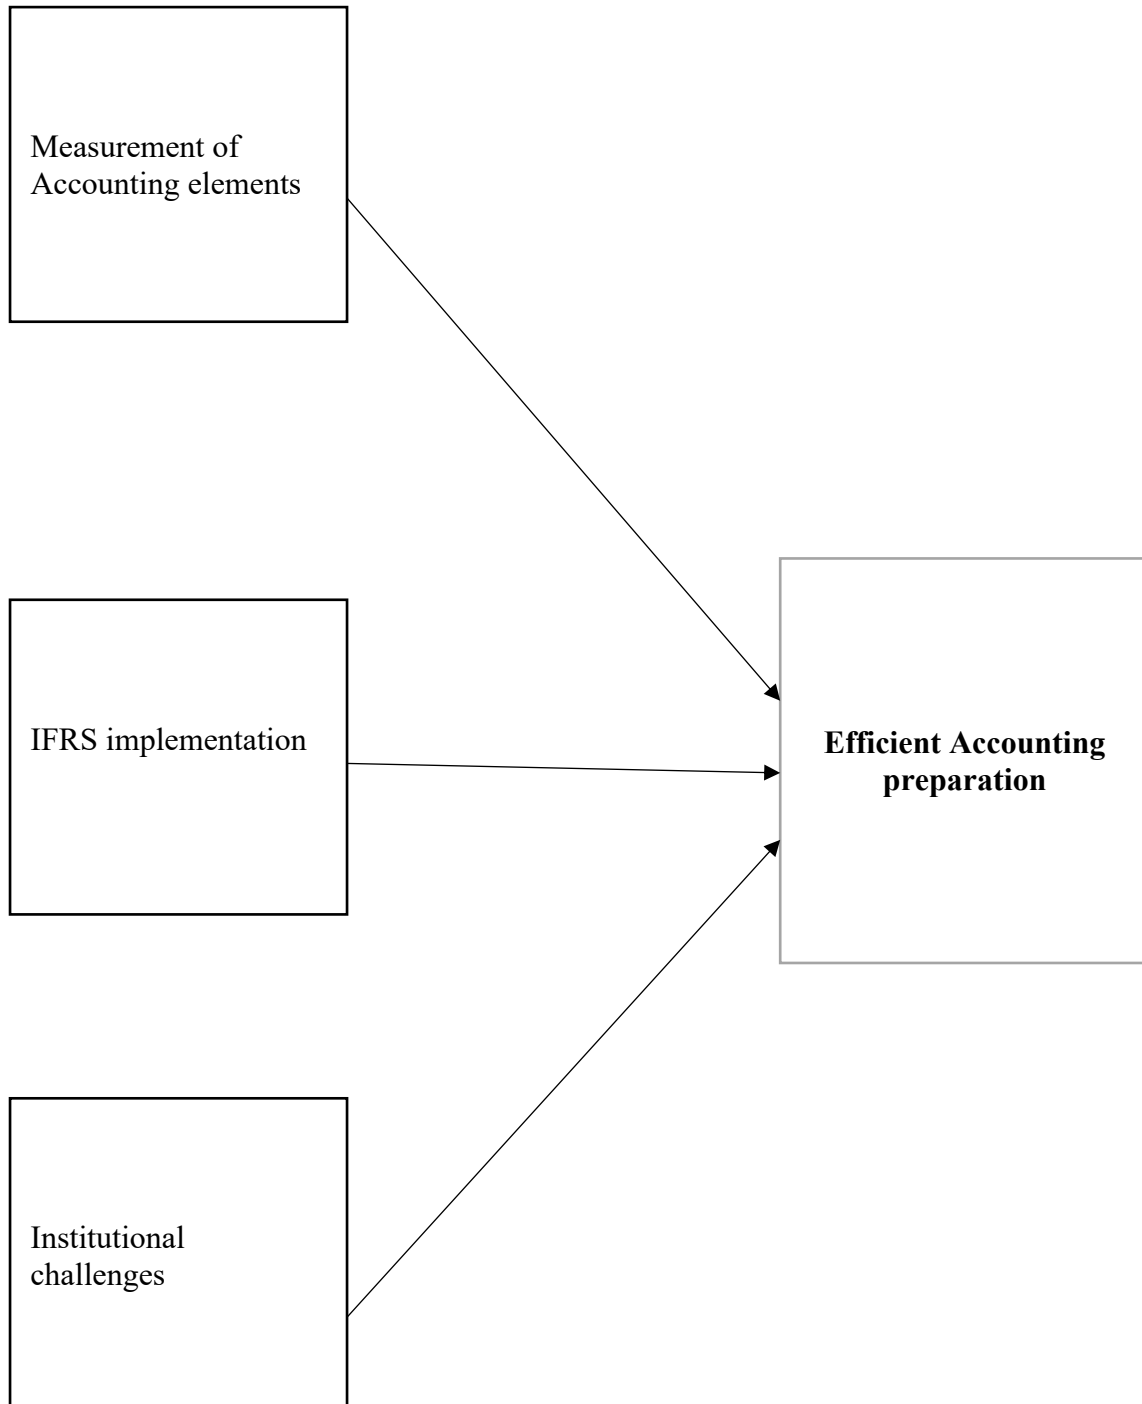 Measurement of
Accounting elements
IFRS implementation
Efficient Accounting
preparation
Institutional
challenges